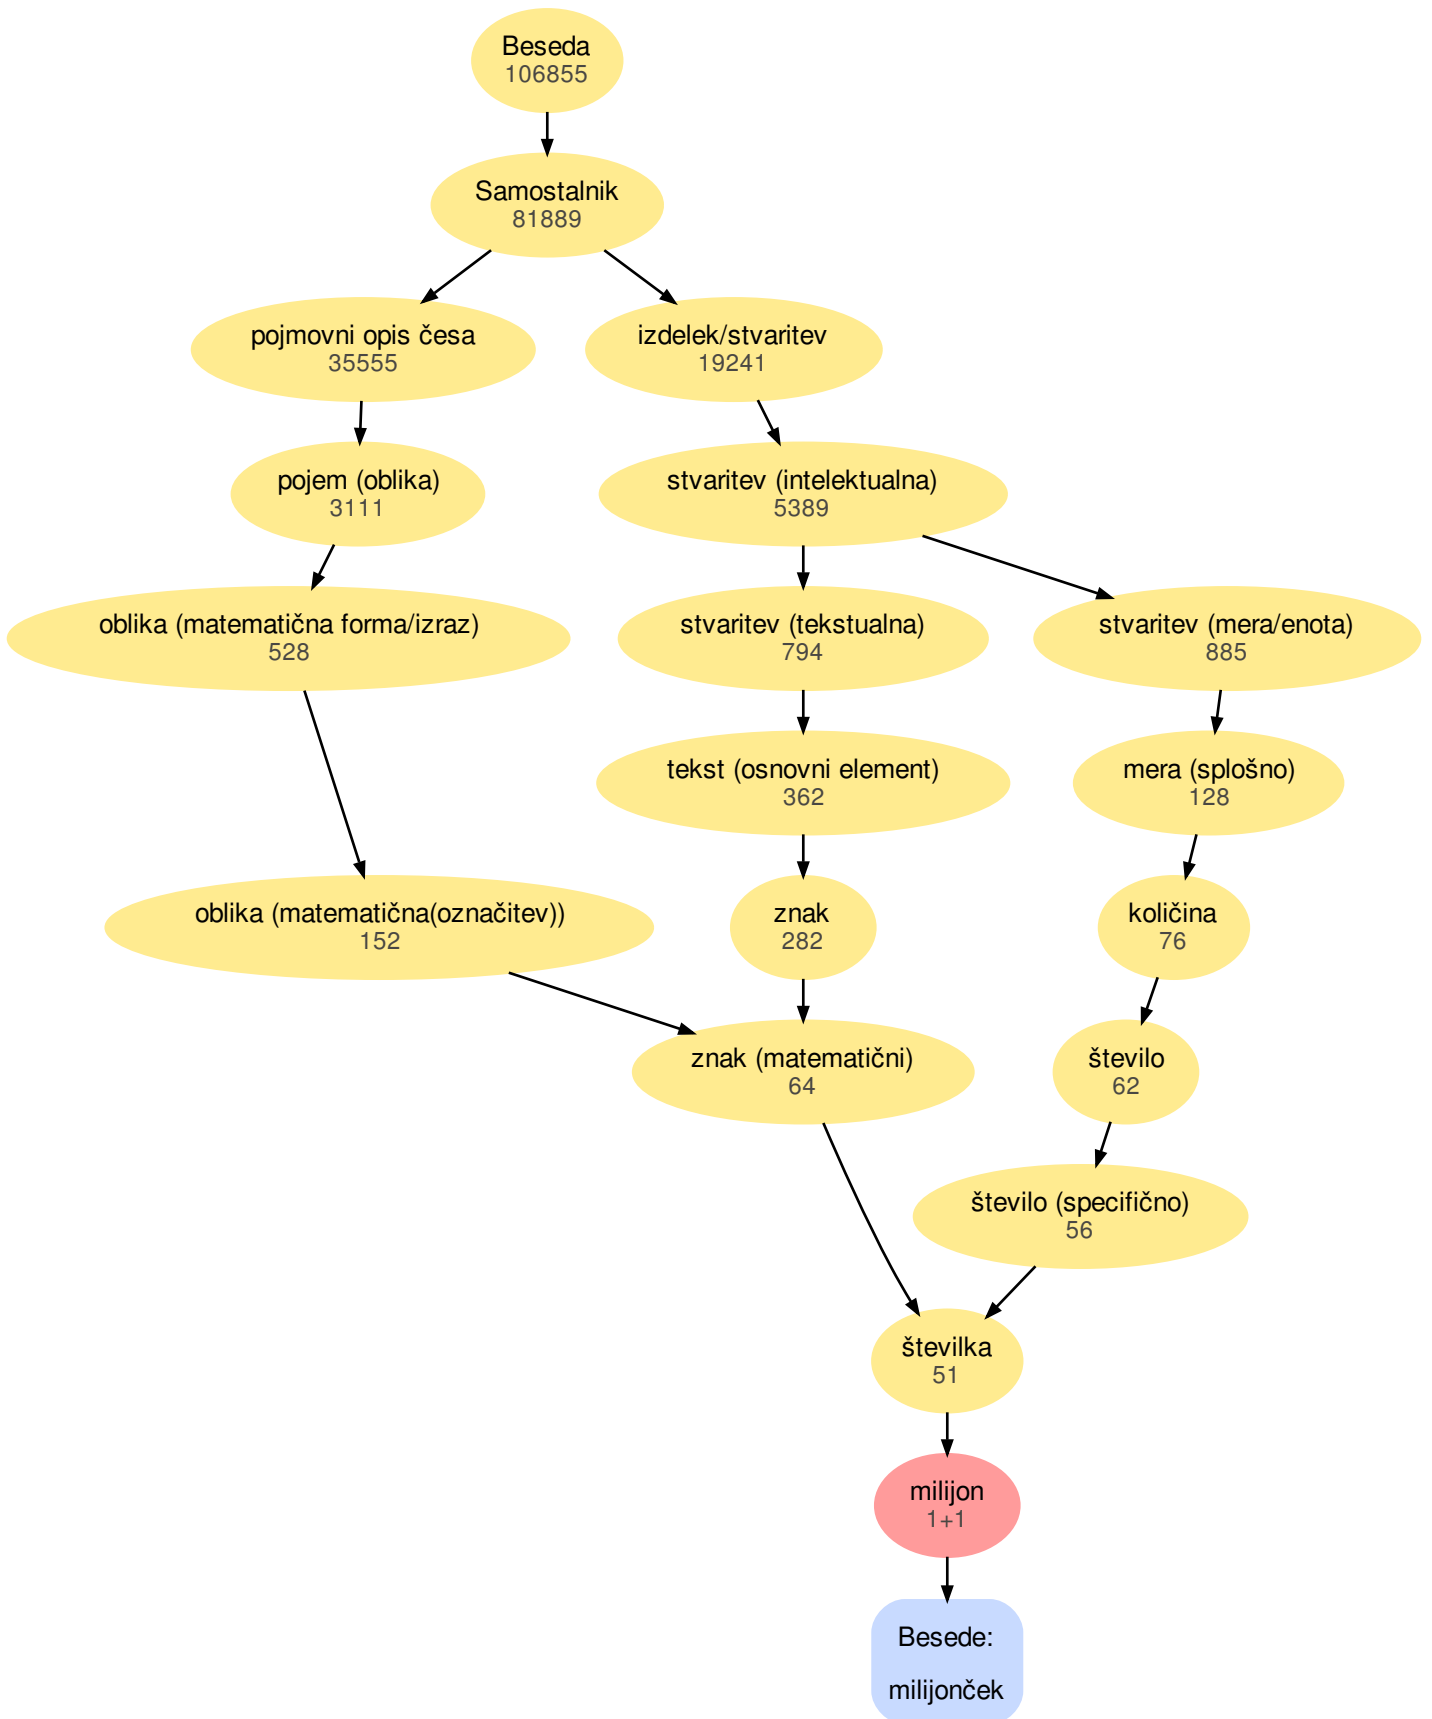 Beseda
106855
Samostalnik
81889
pojmovni opis česa
35555
izdelek/stvaritev
19241
pojem (oblika)
3111
stvaritev (intelektualna)
5389
oblika (matematična forma/izraz)
528
stvaritev (tekstualna)
794
stvaritev (mera/enota)
885
tekst (osnovni element)
362
mera (splošno)
128
oblika (matematična(označitev))
152
znak
282
količina
76
znak (matematični)
64
število
62
število (specifično)
56
številka
51
milijon
1+1
Besede:
milijonček